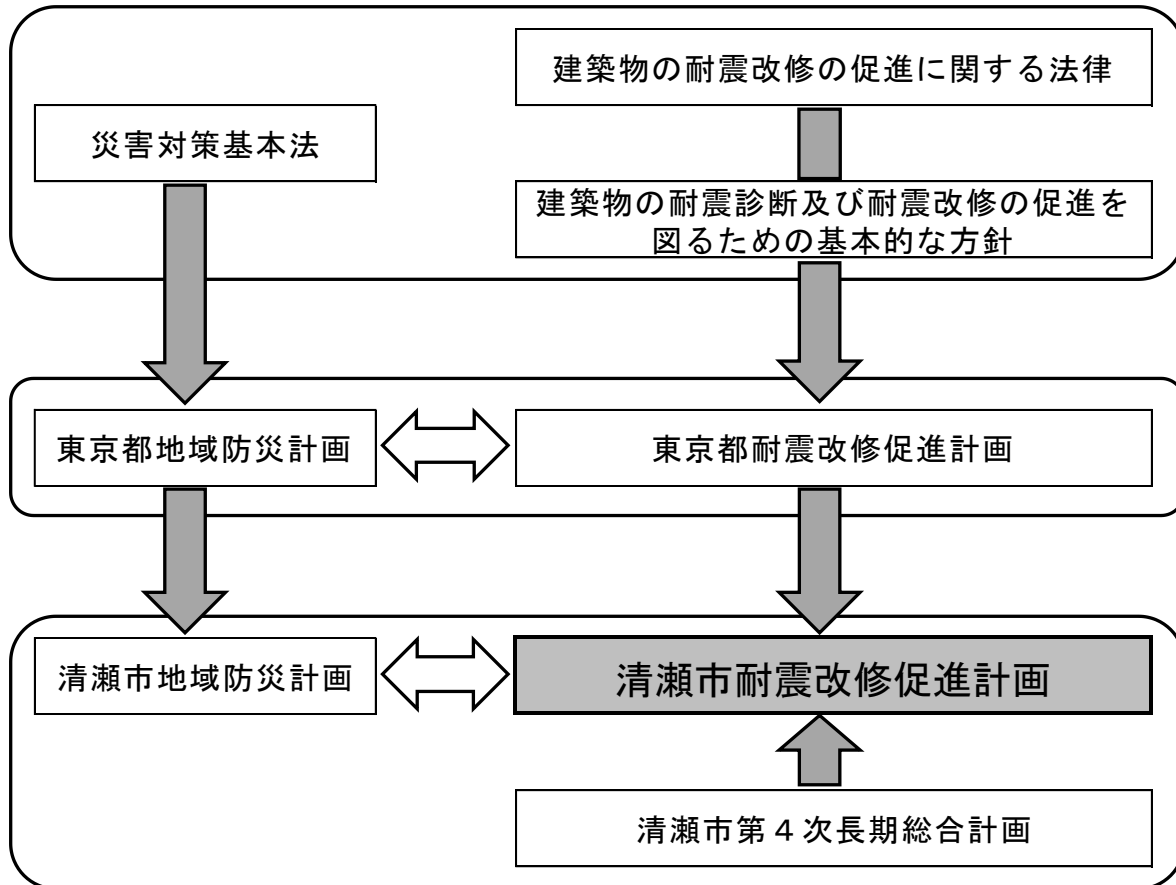 建築物の耐震改修の促進に関する法律
災害対策基本法
建築物の耐震診断及び耐震改修の促進を
図るための基本的な方針
東京都地域防災計画
東京都耐震改修促進計画
清瀬市地域防災計画
清瀬市耐震改修促進計画
清瀬市第４次長期総合計画